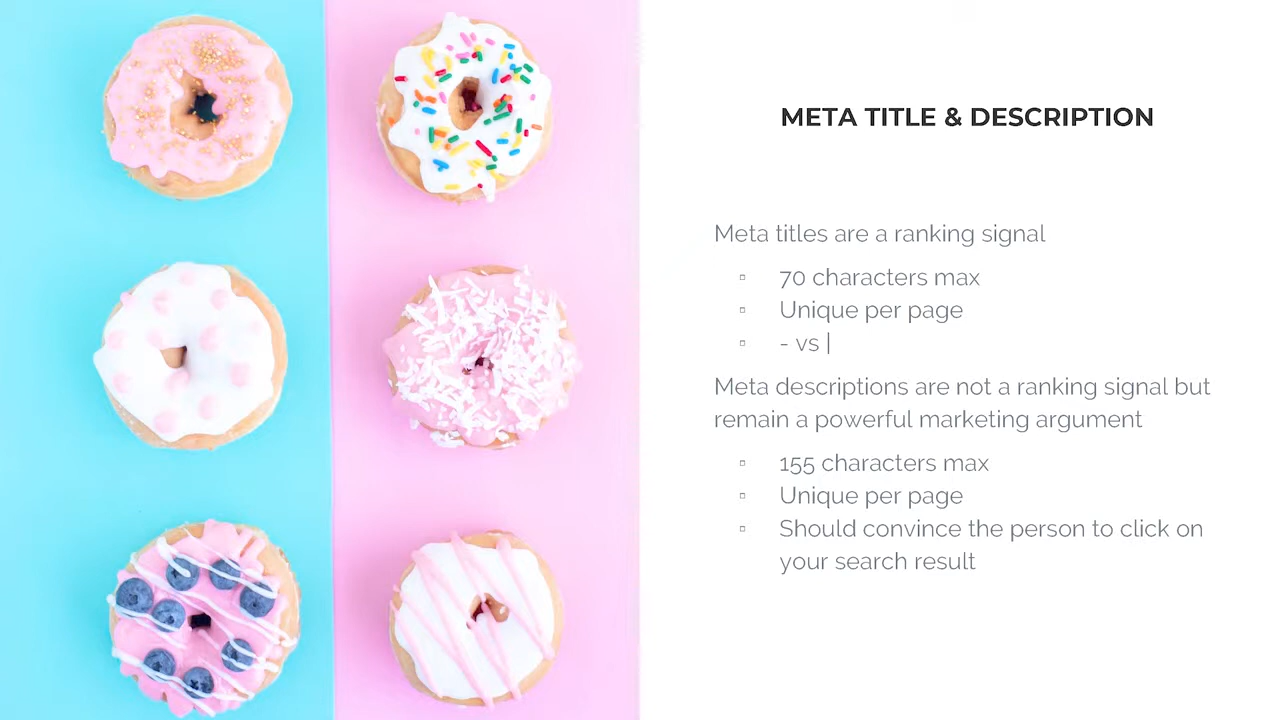 META TITLE & DESCRIPTION
Meta titles are a ranking signal
▫ 70 characters max
▫ Unique per page
▫ - vs |
Meta descriptions are not a ranking signal but
remain a powerful marketing argument
▫ 155 characters max
▫ Unique per page
▫ Should convince the person to click on
your search result